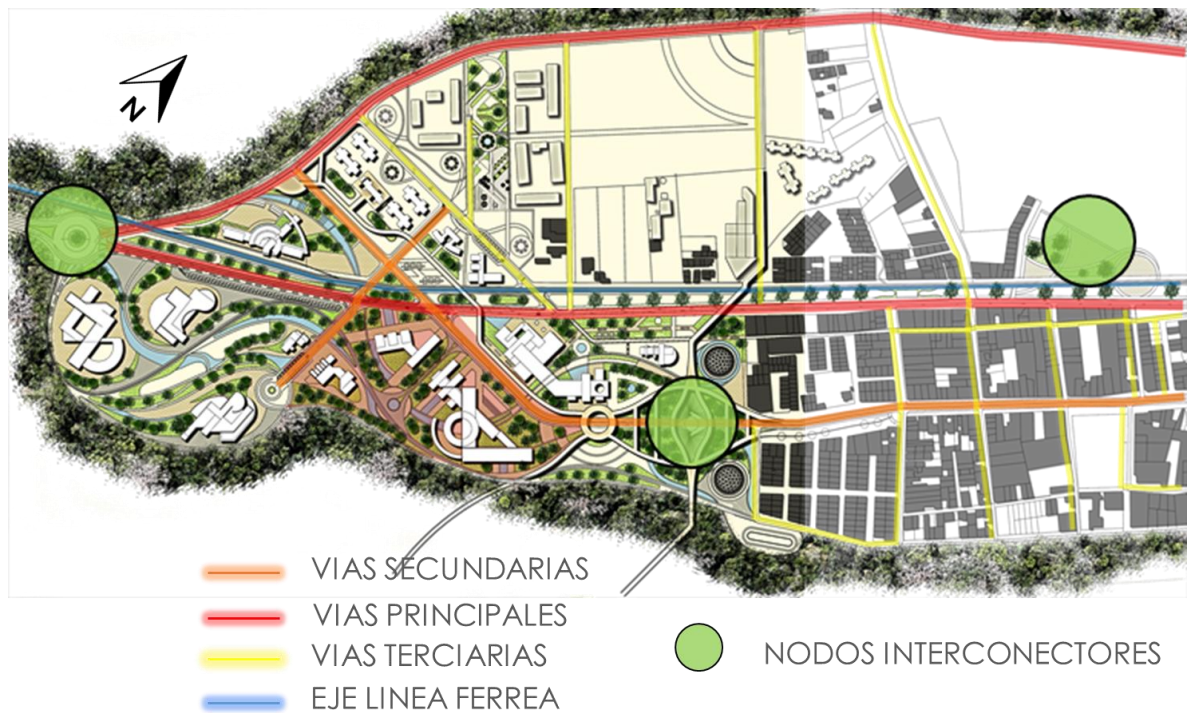 N
VIAS SECUNDARIAS
VIAS PRINCIPALES
VIAS TERCIARIAS
EJE LINEA FERREA
NODOS INTERCONECTORES